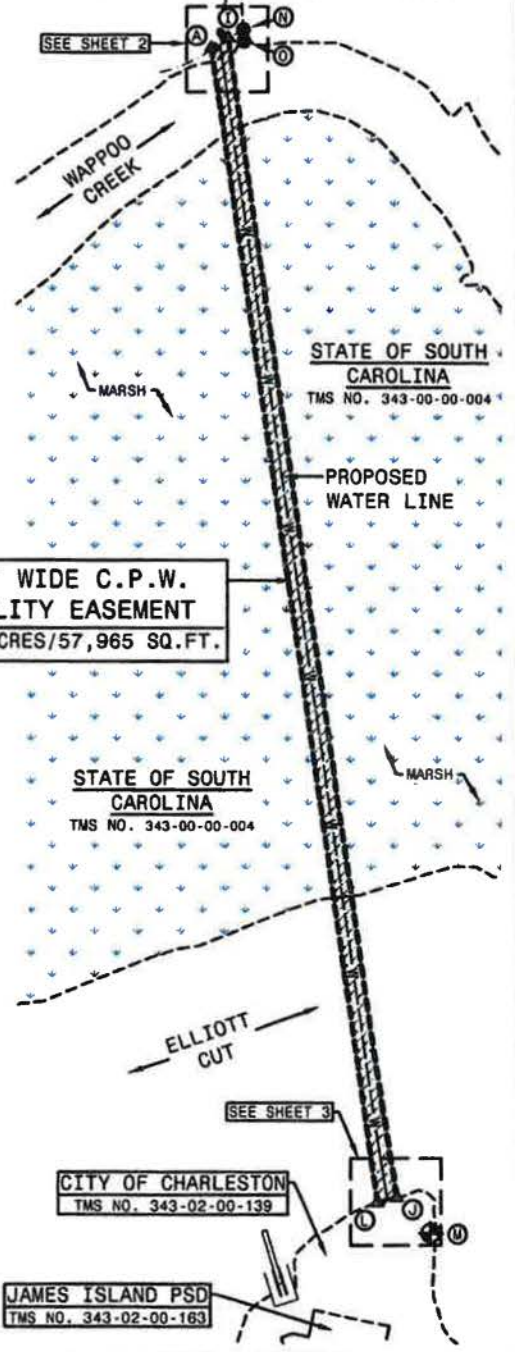 I
N
A
SEE SHEET 2
O
WAPPOO
CREEK
STATE OF SOUTH
CAROLINA
TMS NO. 343-00-00-004
MARSH
PROPOSED
WATER LINE
WIDE C.P.W.
LITY EASEMENT
CRES/57,965 SQ.FT.
MARSH
STATE OF SOUTH
CAROLINA
TMS NO. 343-00-00-004
ELLIOTT
CUT
SEE SHEET 3
CITY OF CHARLESTON
TMS NO. 343-02-00-139
L
J
M
JAMES ISLAND PSD
TMS NO. 343-02-00-163